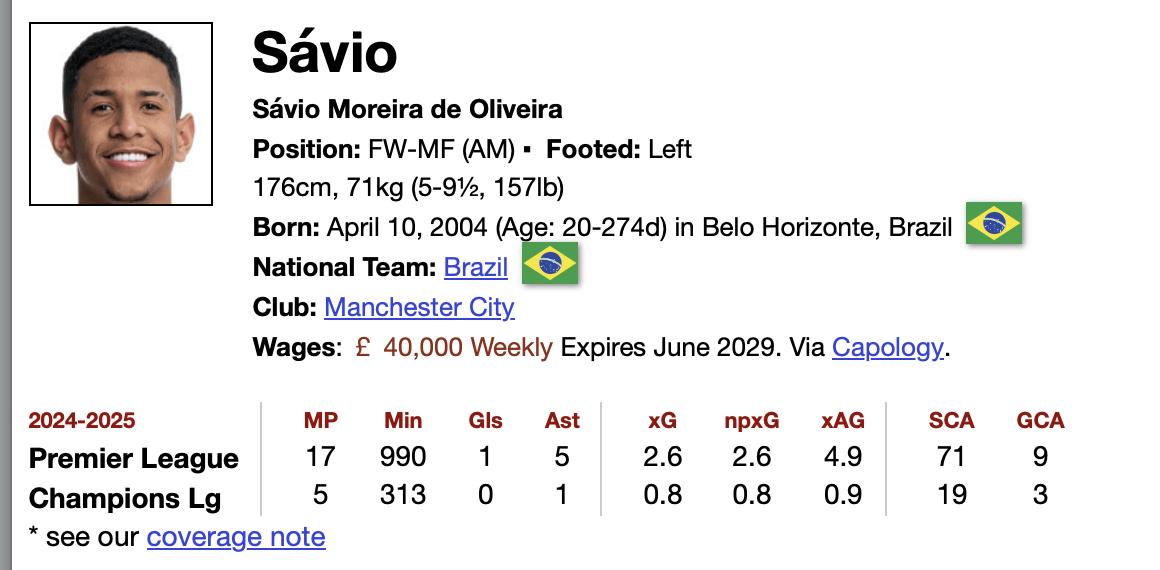 Sávio
Sávio Moreira de Oliveira
Position: FW-MF (AM) ▪ Footed: Left
176cm, 71kg (5-9½, 157lb)
Born: April 10, 2004 (Age: 20-274d) in Belo Horizonte, Brazil
National Team: Brazil
Club: Manchester City
Wages: £ 40,000 Weekly Expires June 2029. Via Capology.
2024-2025 MP Min Gls Ast xG npxG xAG SCA GCA
Premier League 17 990 1 5 2.6 2.6 4.9 71 9
Champions Lg 5 313 0 1 0.8 0.8 0.9 19 3
* see our coverage note